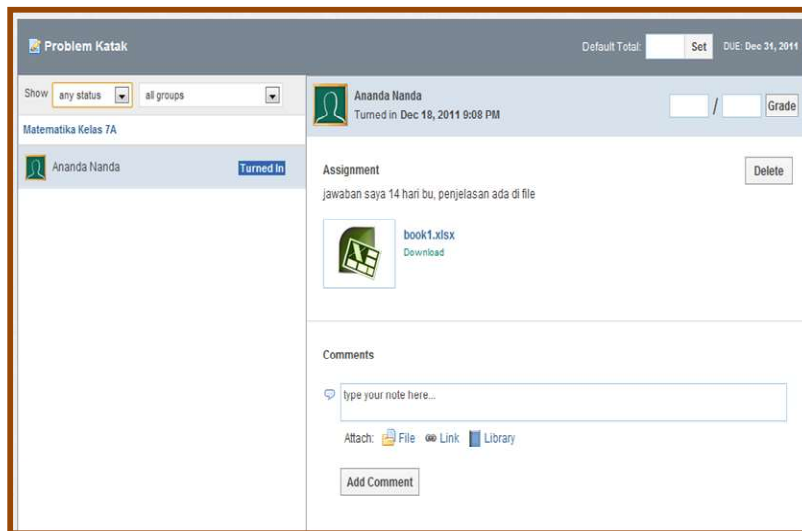 Problem Katak
Default Total:
Set
DUE: Dec 31, 2011
Show
any status
all groups
Matematika Kelas 7A
Ananda Nanda
Turned In
Ananda Nanda
Turned in Dec 18, 2011 9:08 PM
/
Grade
Assignment
Delete
jawaban saya 14 hari bu, penjelasan ada di file
book1.xlsx
Download
Comments
type your note here...
Attach: File Link Library
Add Comment